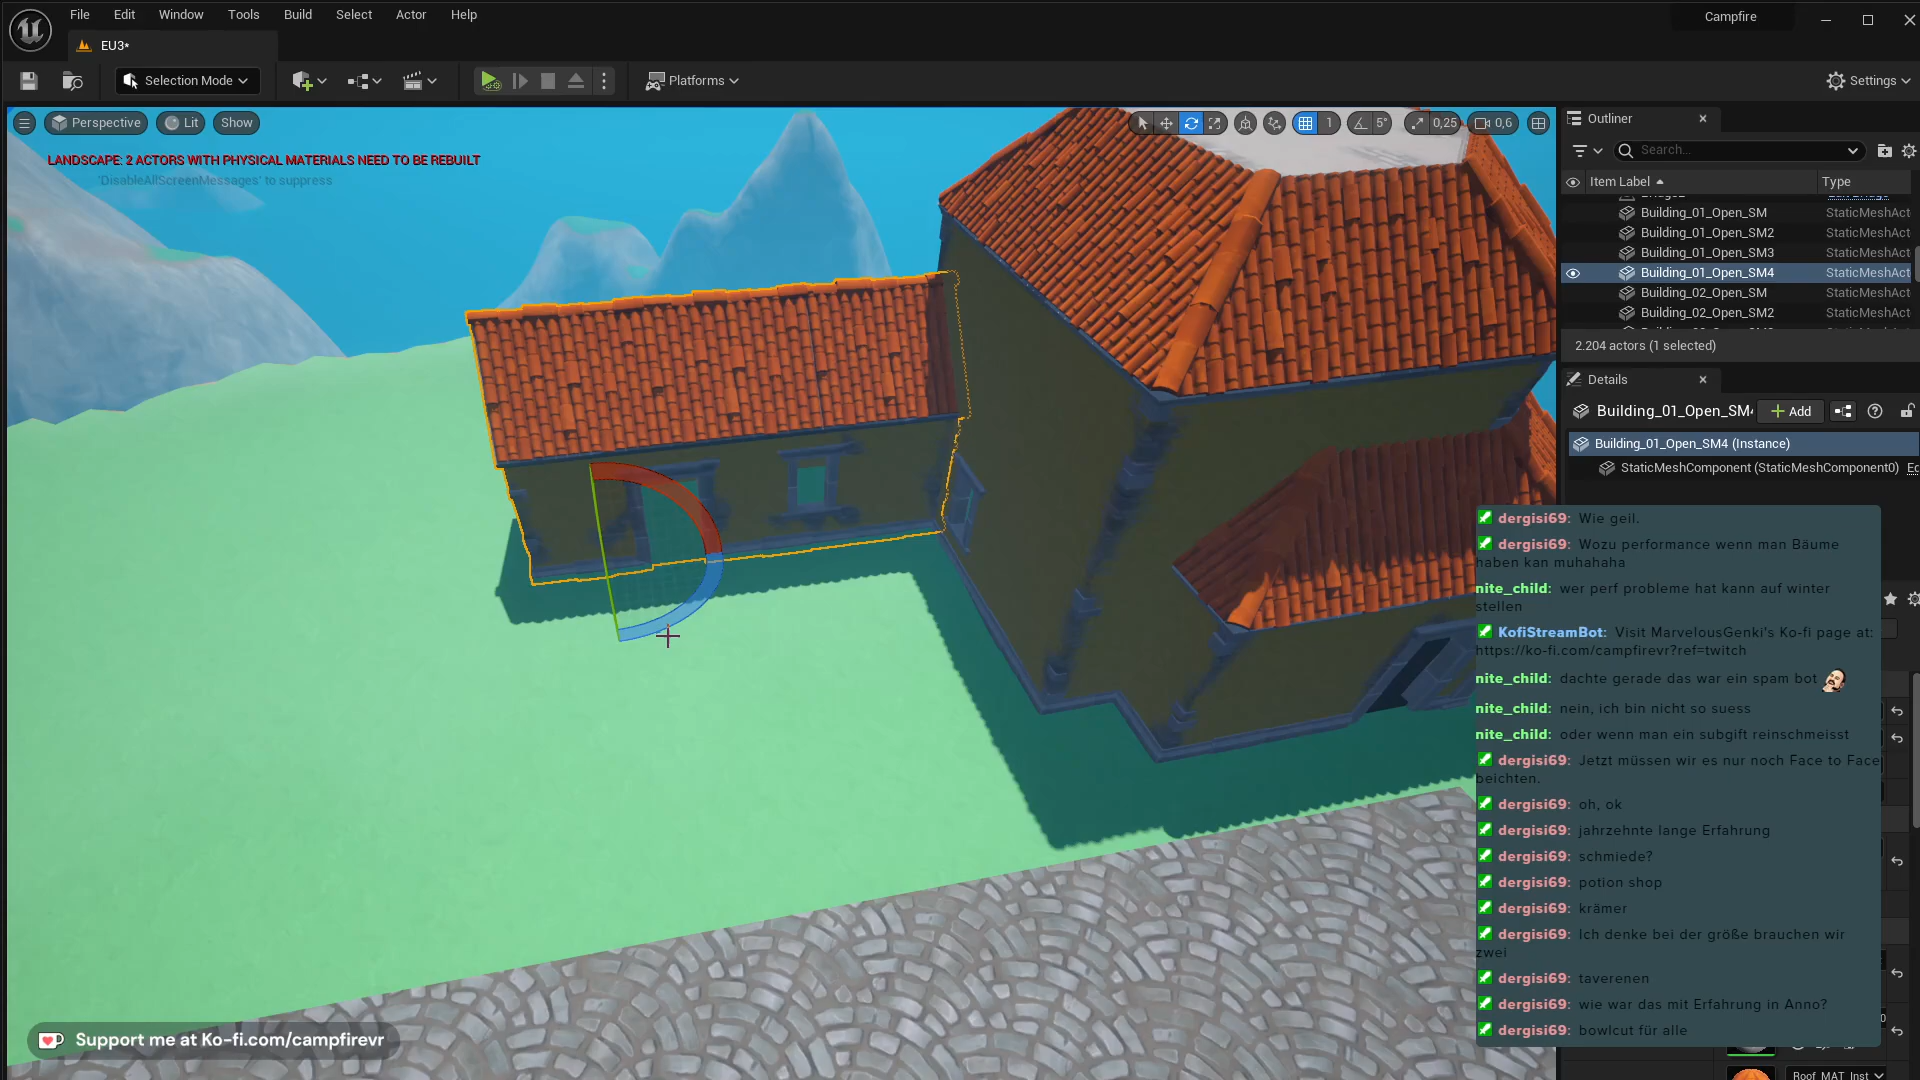 File Edit Window Tools Build Select Actor Help
Campfire
EU3*
Selection Mode
Platforms
Settings
Perspective Lit Show
1 5° 0,25 0,6
LANDSCAPE: 2 ACTORS WITH PHYSICAL MATERIALS NEED TO BE REBUILT
'DisableAllScreenMessages' to suppress
Outliner
Search...
Item Label Type
Building_01_Open_SM StaticMeshAct
Building_01_Open_SM2 StaticMeshAct
Building_01_Open_SM3 StaticMeshAct
Building_01_Open_SM4 StaticMeshAct
Building_02_Open_SM StaticMeshAct
Building_02_Open_SM2 StaticMeshAct
2.204 actors (1 selected)
Details
Building_01_Open_SM4 Add
Building_01_Open_SM4 (Instance)
StaticMeshComponent (StaticMeshComponent0)
dergisi69: Wie geil.
dergisi69: Wozu performance wenn man Bäume
haben kan muhahaha
nite_child: wer perf probleme hat kann auf winter
stellen
KofiStreamBot: Visit MarvelousGenki's Ko-fi page at:
https://ko-fi.com/campfirevr?ref=twitch
nite_child: dachte gerade das war ein spam bot
nite_child: nein, ich bin nicht so suess
nite_child: oder wenn man ein subgift reinschmeisst
dergisi69: Jetzt müssen wir es nur noch Face to Face
beichten.
dergisi69: oh, ok
dergisi69: jahrzehnte lange Erfahrung
dergisi69: schmiede?
dergisi69: potion shop
dergisi69: krämer
dergisi69: Ich denke bei der größe brauchen wir
zwei
dergisi69: taverenen
dergisi69: wie war das mit Erfahrung in Anno?
dergisi69: bowlcut für alle
Support me at Ko-fi.com/campfirevr
Roof_MAT_Inst